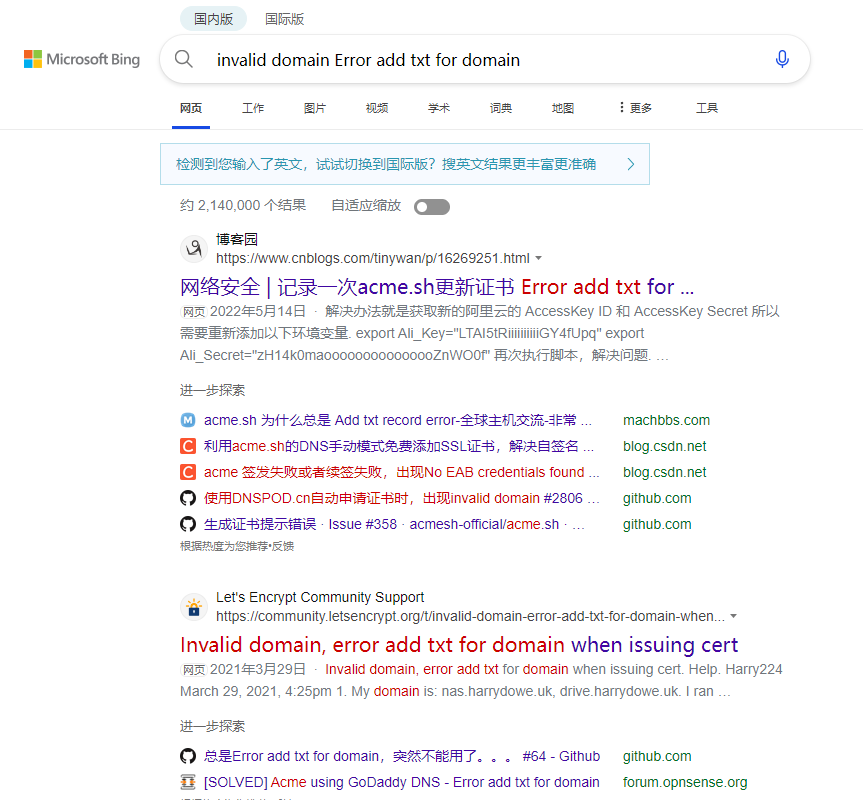 国内版 国际版
Microsoft Bing
invalid domain Error add txt for domain
网页 工作 图片 视频 学术 词典 地图 更多 工具
检测到您输入了英文，试试切换到国际版？搜英文结果更丰富更准确
约 2,140,000 个结果 自适应缩放
博客园
https://www.cnblogs.com/tinywan/p/16269251.html
网络安全 | 记录一次acme.sh更新证书 Error add txt for ...
网页 2022年5月14日 · 解决办法就是获取新的阿里云的 AccessKey ID 和 AccessKey Secret 所以
需要重新添加以下环境变量. export Ali_Key="LTAI5tRiiiiiiiiiiGY4fUpq" export
Ali_Secret="zH14k0maoooooooooooooooZnWO0f" 再次执行脚本，解决问题. …
进一步探索
acme.sh 为什么总是 Add txt record error-全球主机交流-非常 ... machbbs.com
利用acme.sh的DNS手动模式免费添加SSL证书，解决自签名 ... blog.csdn.net
acme 签发失败或者续签失败，出现No EAB credentials found ... blog.csdn.net
使用DNSPOD.cn自动申请证书时，出现invalid domain #2806 ... github.com
生成证书提示错误 · Issue #358 · acmesh-official/acme.sh · ... github.com
根据热度为您推荐•反馈
Let's Encrypt Community Support
https://community.letsencrypt.org/t/invalid-domain-error-add-txt-for-domain-when...
Invalid domain, error add txt for domain when issuing cert
网页 2021年3月29日 · Invalid domain, error add txt for domain when issuing cert. Help. Harry224
March 29, 2021, 4:25pm 1. My domain is: nas.harrydowe.uk, drive.harrydowe.uk. I ran …
进一步探索
总是Error add txt for domain，突然不能用了。。。 #64 - Github github.com
[SOLVED] Acme using GoDaddy DNS - Error add txt for domain forum.opnsense.org